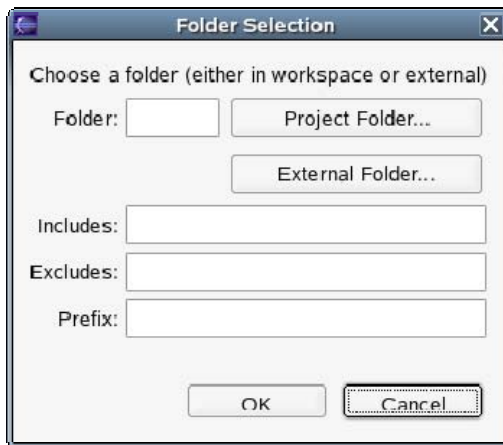 Folder Selection
Choose a folder (either in workspace or external)
Folder: Project Folder...
External Folder...
Includes:
Excludes:
Prefix:
OK Cancel